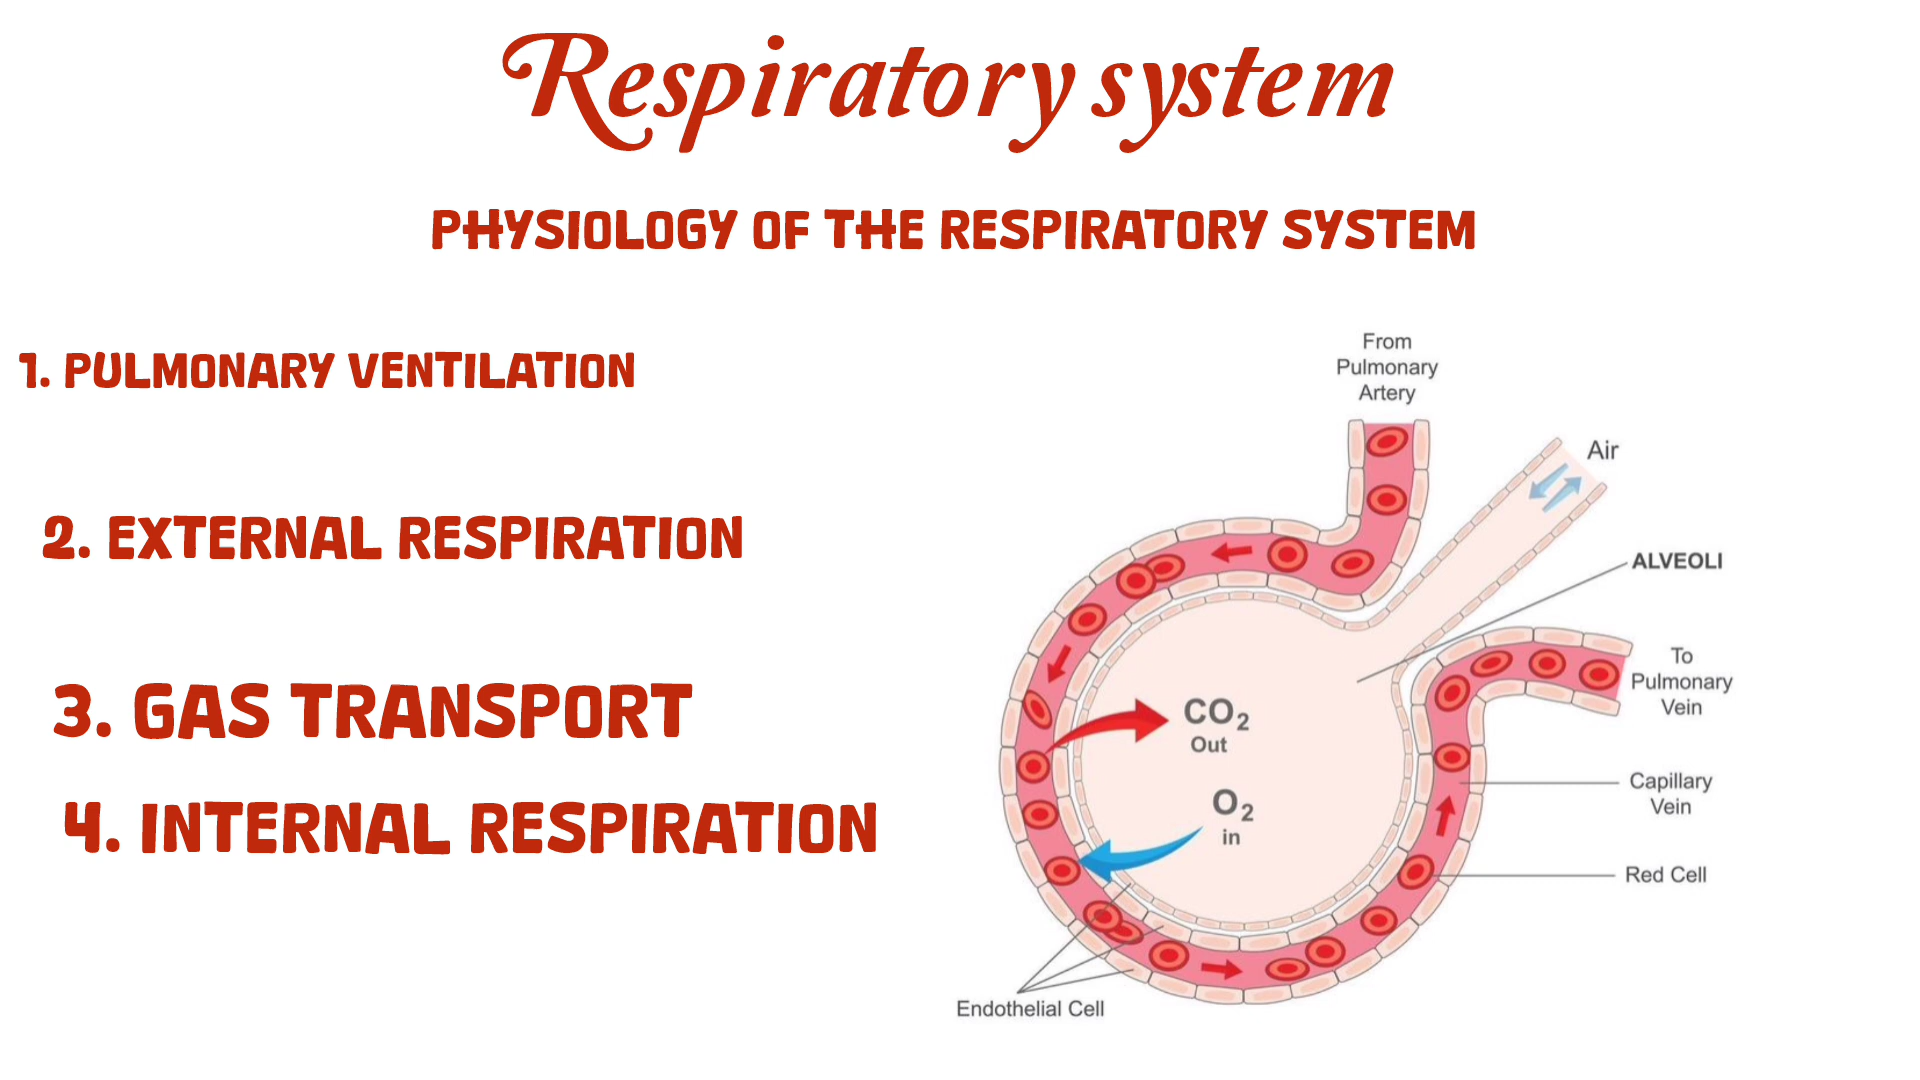 Respiratory system
PHYSIOLOGY OF THE RESPIRATORY SYSTEM
1. PULMONARY VENTILATION
2. EXTERNAL RESPIRATION
3. GAS TRANSPORT
4. INTERNAL RESPIRATION
From
Pulmonary
Artery
Air
ALVEOLI
To
Pulmonary
Vein
CO₂
Out
O₂
in
Capillary
Vein
Red Cell
Endothelial Cell